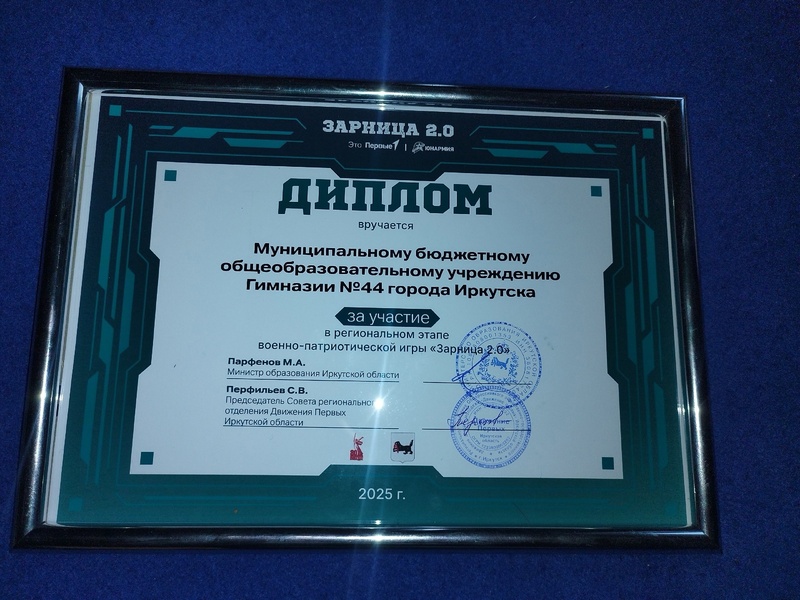 ЗАРНИЦА 2.0
Это Первые | ЮНАРМИЯ
ДИПЛОМ
вручается
Муниципальному бюджетному
общеобразовательному учреждению
Гимназии №44 города Иркутска
за участие
в региональном этапе
военно-патриотической игры «Зарница 2.0»
Парфенов М.А.
Министр образования Иркутской области
Перфильев С.В.
Председатель Совета регионального
отделения Движения Первых
Иркутской области
2025 г.